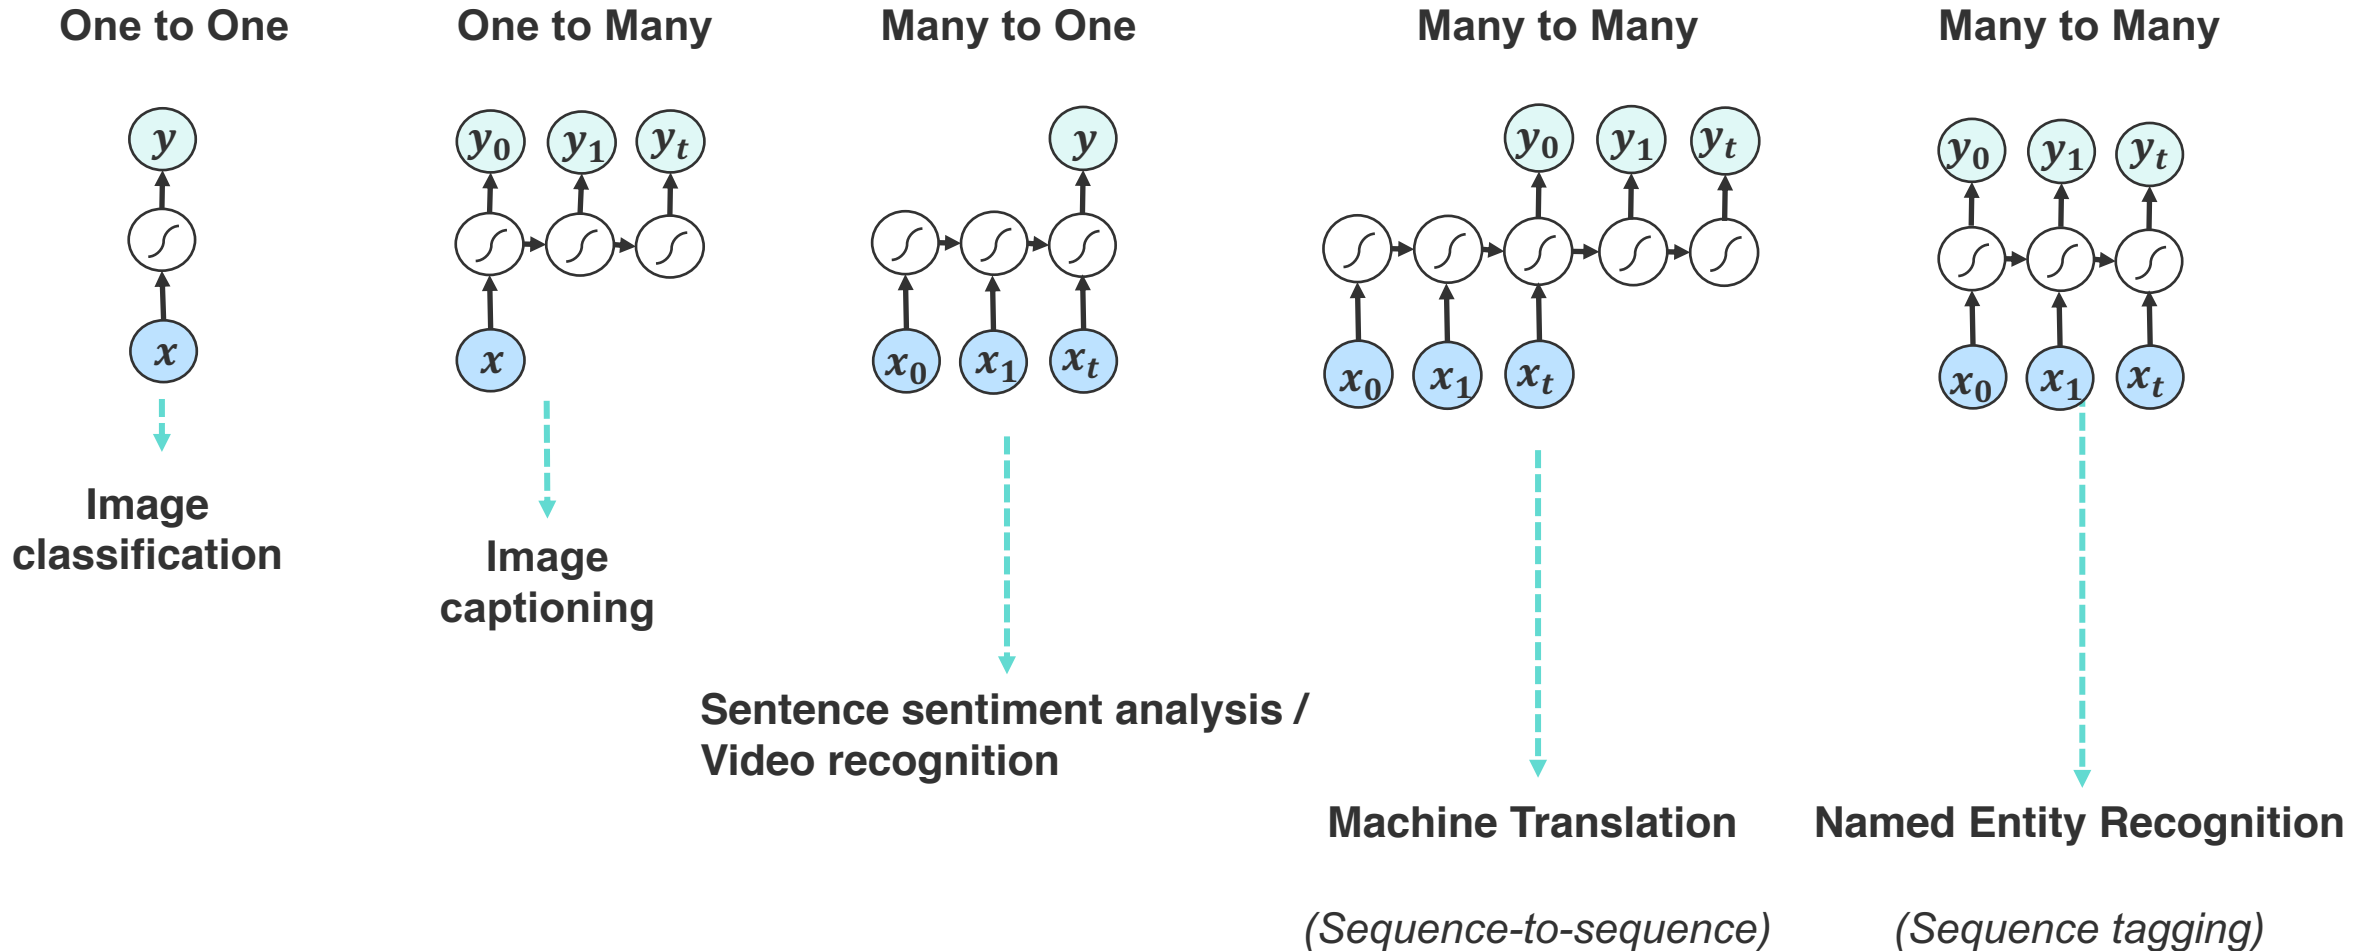 One to One
One to Many
Many to One
Many to Many
Many to Many
y
y0 y1 yt
y
y0 y1 yt
y0 y1 yt
x
x
x0 x1 xt
x0 x1 xt
x0 x1 xt
Image
classification
Image
captioning
Sentence sentiment analysis /
Video recognition
Machine Translation
(Sequence-to-sequence)
Named Entity Recognition
(Sequence tagging)